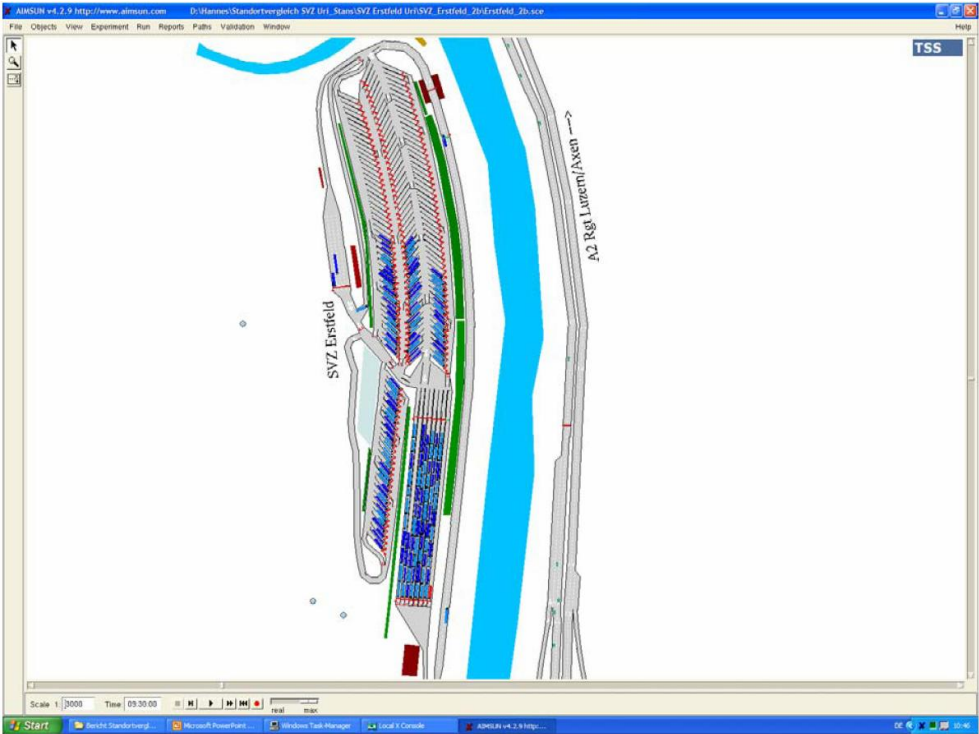 AIMSUN v4.2.9 http://www.aimsun.com D:\Hannes\Standortvergleich SVZ Uri_Stans\SVZ Erstfeld Uri\SVZ_Erstfeld_2b\Erstfeld_2b.sce
File Objects View Experiment Run Reports Paths Validation Window Help
TSS
A2 Rgt Luzern/Axen --->
SVZ Erstfeld
Scale 1: 3000 Time 09:30:00
real max
Start Bericht Standortvergl... Microsoft PowerPoint ... Windows Task-Manager Local X Console AIMSUN v4.2.9 http:... DE 10:46